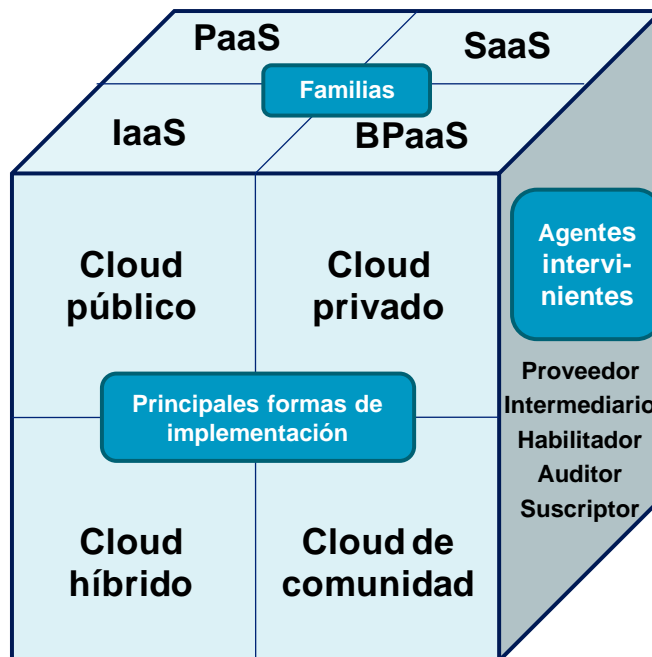 PaaS
SaaS
Familias
IaaS
BPaaS
Cloud
público
Cloud
privado
Agentes
intervi-
nientes
Principales formas de
implementación
Proveedor
Intermediario
Habilitador
Auditor
Suscriptor
Cloud
híbrido
Cloud de
comunidad